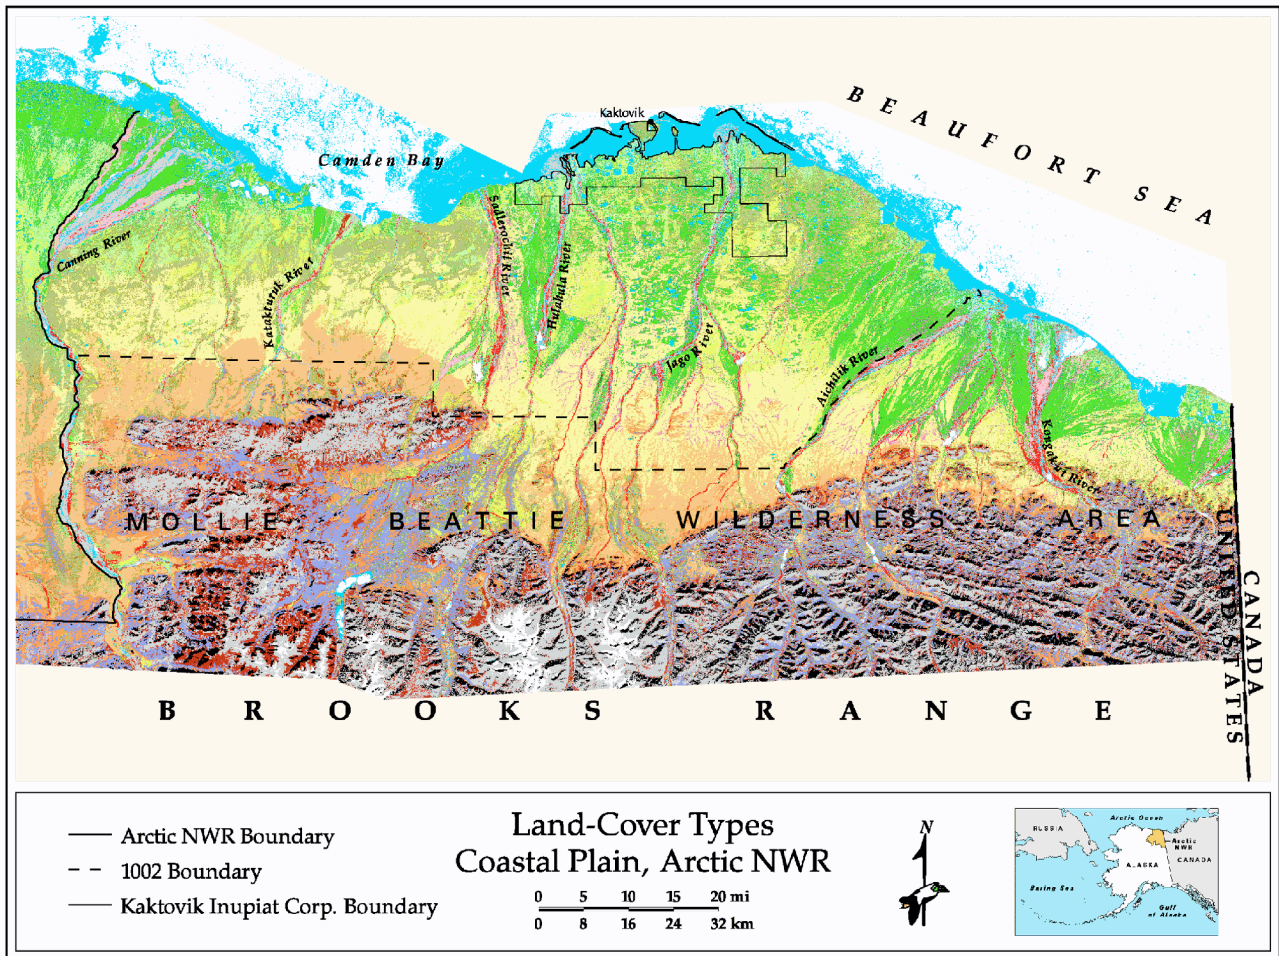 BEAUFORT SEA
Kaktovik
Camden Bay
Canning River
Katakturuk River
Sadlerochit River
Hulahula River
Jago River
Aichilik River
Kongakut River
MOLLIE BEATTIE WILDERNESS AREA
UNITED STATES
CANADA
BROOKS RANGE
Arctic NWR Boundary
1002 Boundary
Kaktovik Inupiat Corp. Boundary
Land-Cover Types
Coastal Plain, Arctic NWR
0 5 10 15 20 mi
0 8 16 24 32 km
N
Arctic Ocean
RUSSIA
Arctic
NWR
ALASKA
CANADA
Bering Sea
Gulf
of Alaska